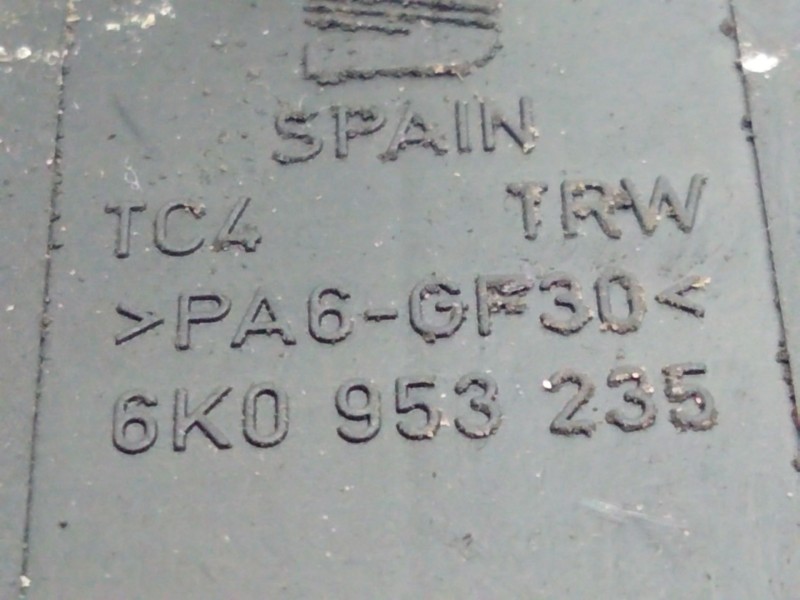 SPAIN
TC4 TRW
>PA6-GF30<
6K0 953 235